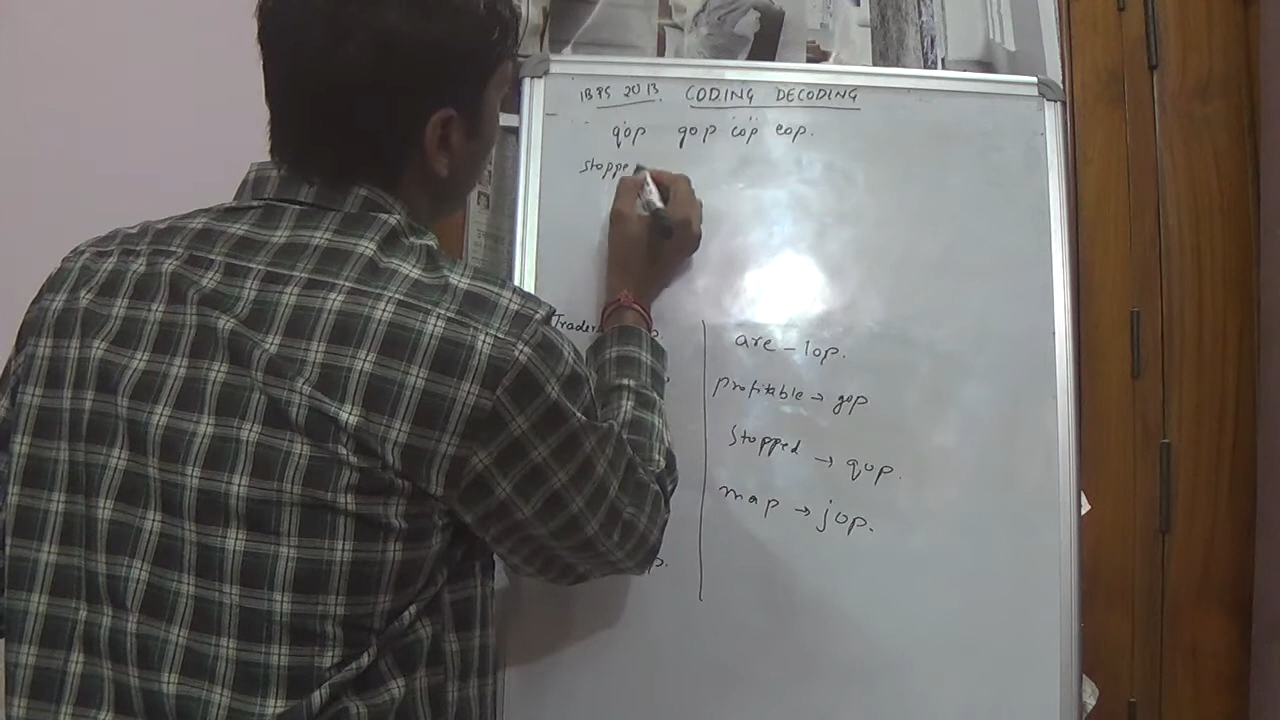 IBPS 2013. CODING DECODING
qop gop cop eop.
stoppe
Trader
are - lop.
profitable → gop
stopped → qop.
map → jop.